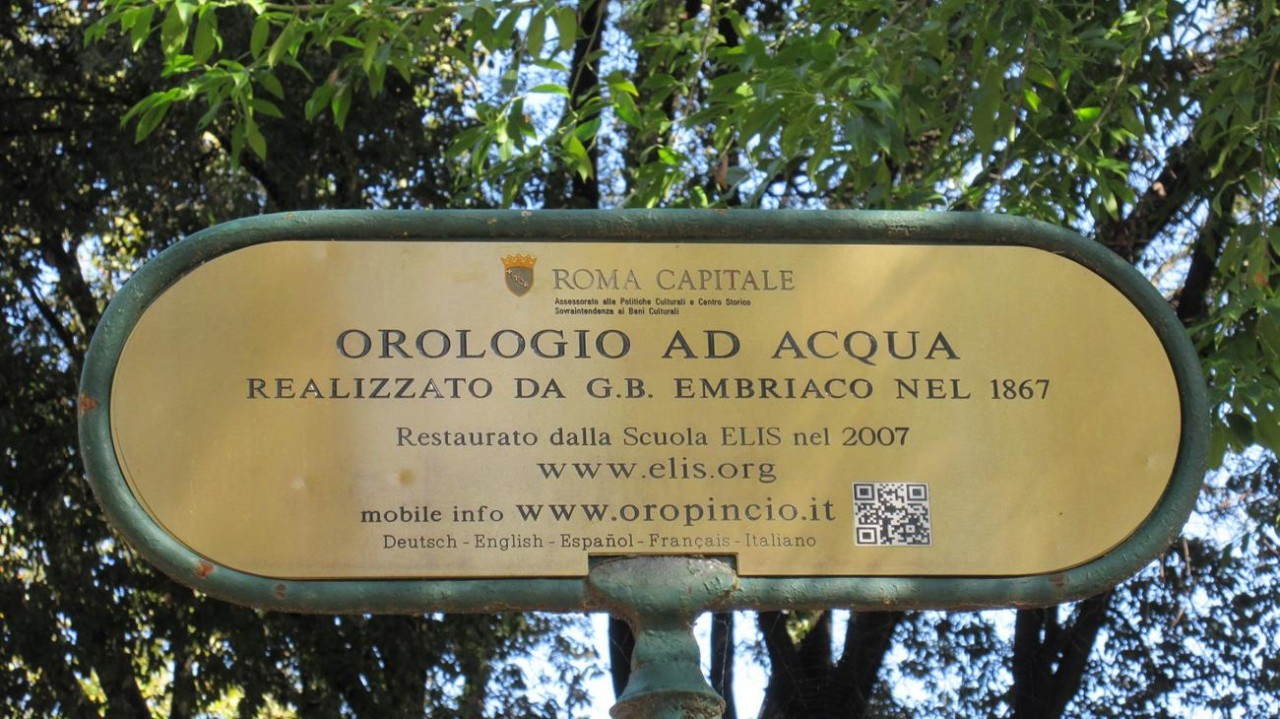 ROMA CAPITALE
Assessorato alle Politiche Culturali e Centro Storico
Sovraintendenza ai Beni Culturali
OROLOGIO AD ACQUA
REALIZZATO DA G.B. EMBRIACO NEL 1867
Restaurato dalla Scuola ELIS nel 2007
www.elis.org
mobile info www.oropincio.it
Deutsch - English - Español - Français - Italiano